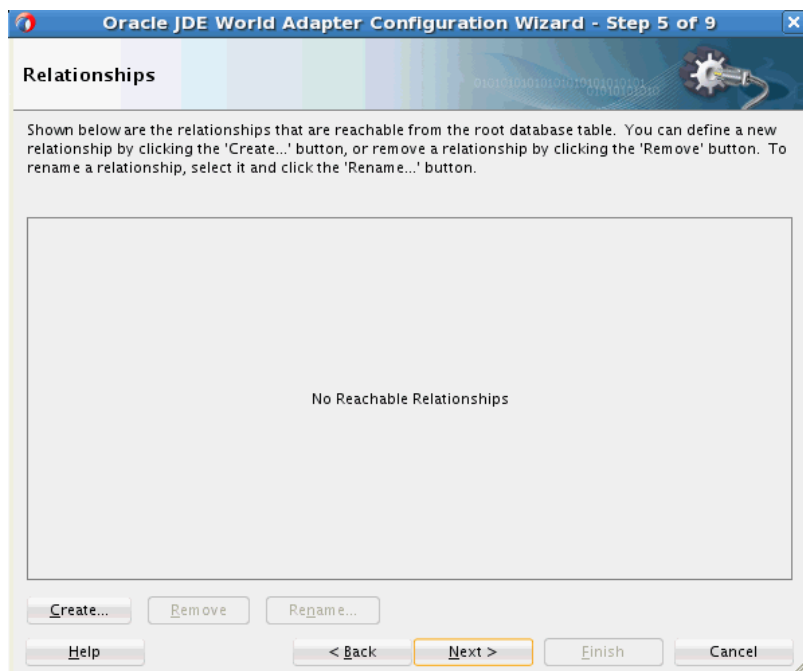 Oracle JDE World Adapter Configuration Wizard - Step 5 of 9
Relationships
Shown below are the relationships that are reachable from the root database table. You can define a new
relationship by clicking the 'Create...' button, or remove a relationship by clicking the 'Remove' button. To
rename a relationship, select it and click the 'Rename...' button.
No Reachable Relationships
Create... Remove Rename...
Help < Back Next > Finish Cancel